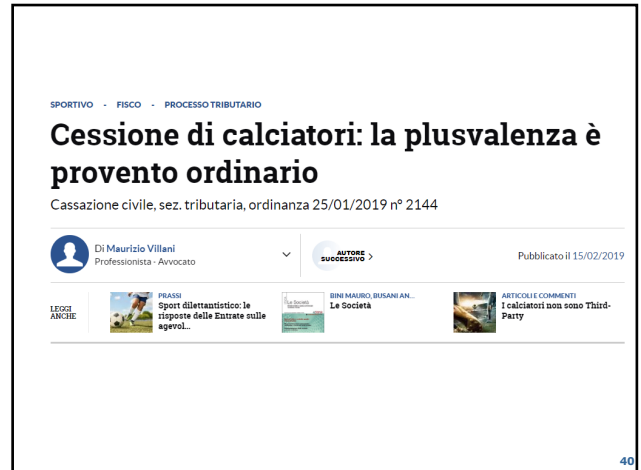 SPORTIVO - FISCO - PROCESSO TRIBUTARIO
Cessione di calciatori: la plusvalenza è
provento ordinario
Cassazione civile, sez. tributaria, ordinanza 25/01/2019 n° 2144
Di Maurizio Villani
Professionista - Avvocato
AUTORE
SUCCESSIVO >
Pubblicato il 15/02/2019
LEGGI
ANCHE
PRASSI
Sport dilettantistico: le
risposte delle Entrate sulle
agevol...
Le Società
BINI MAURO, BUSANI AN...
Le Società
ARTICOLI E COMMENTI
I calciatori non sono Third-
Party
40